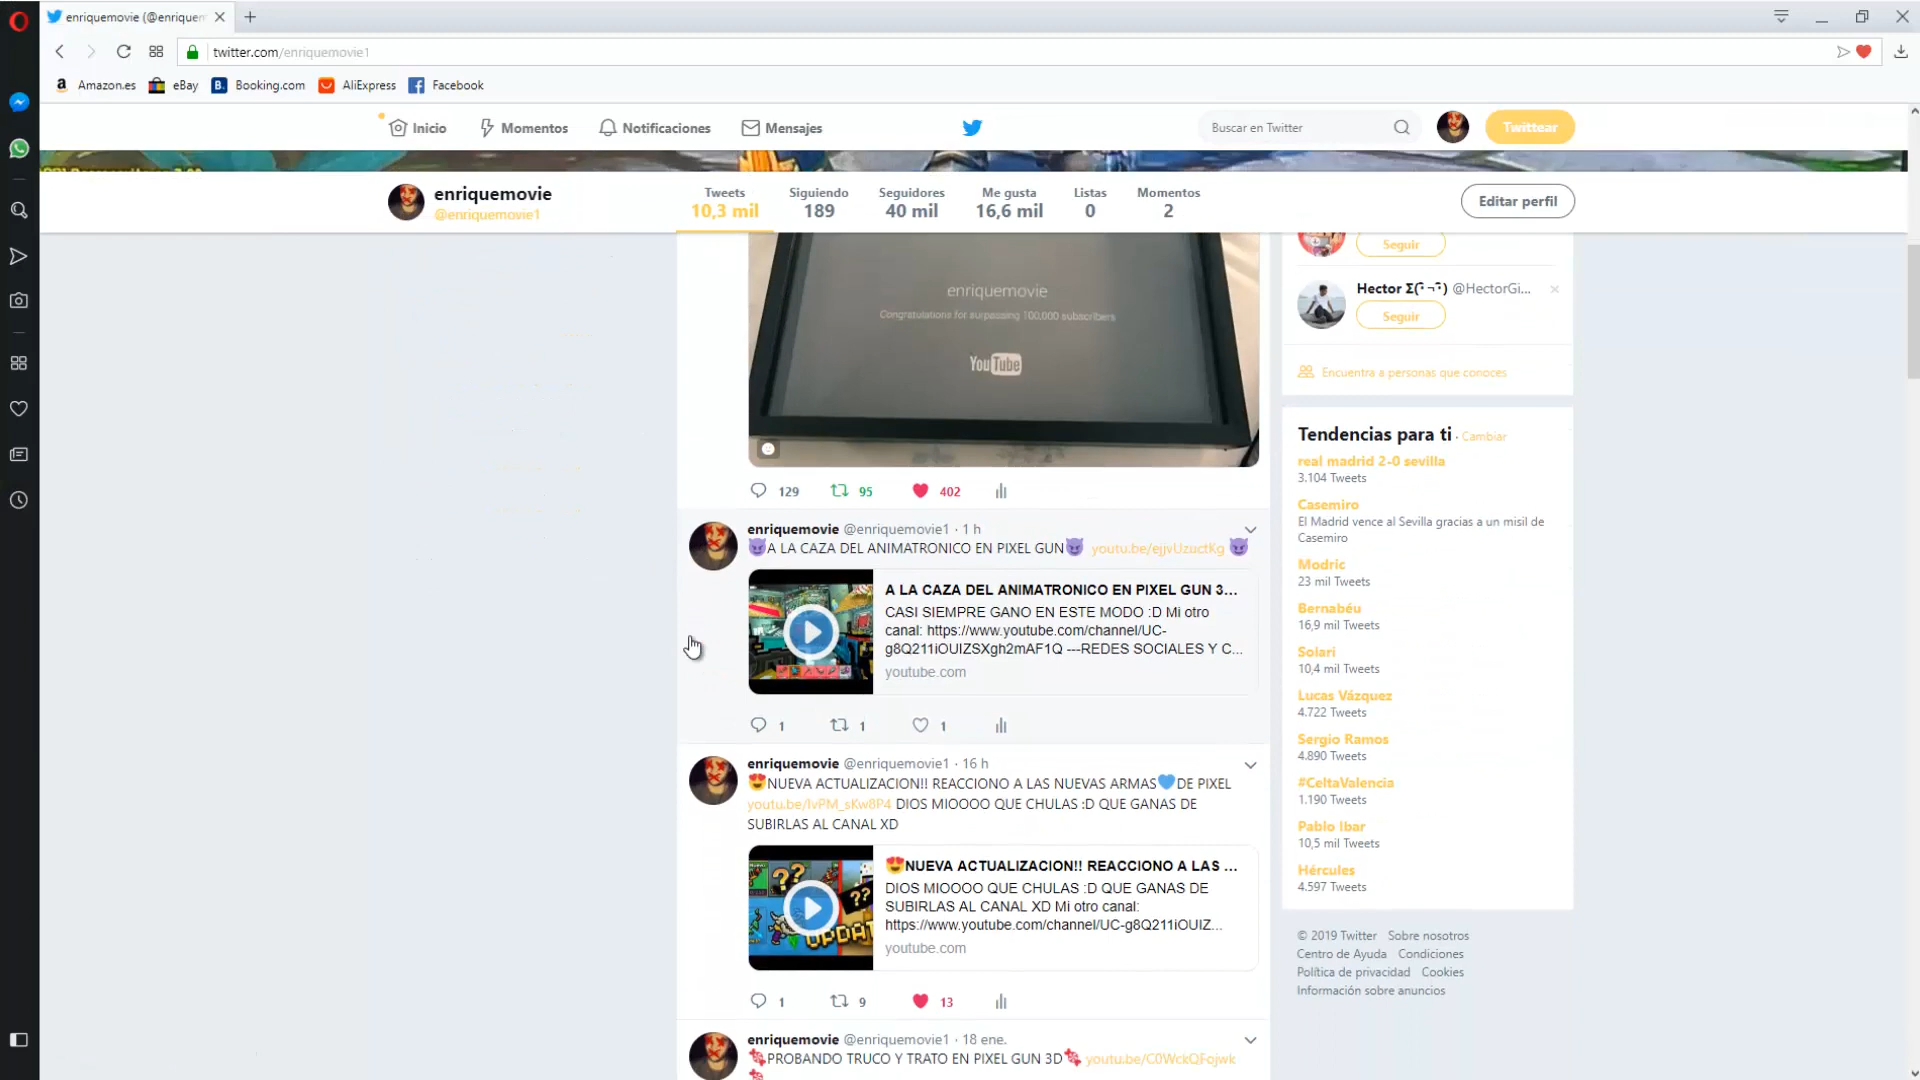 enriquemovie (@enriquem
twitter.com/enriquemovie1
Amazon.es eBay Booking.com AliExpress Facebook
Inicio Momentos Notificaciones Mensajes
Buscar en Twitter
Twittear
enriquemovie
@enriquemovie1
Tweets Siguiendo Seguidores Me gusta Listas Momentos
10,3 mil 189 40 mil 16,6 mil 0 2
Editar perfil
enriquemovie
Congratulations for surpassing 100,000 subscribers
YouTube
129 95 402
enriquemovie @enriquemovie1 · 1 h
😈A LA CAZA DEL ANIMATRONICO EN PIXEL GUN😈 youtu.be/ejjvUzuctKg 😈
A LA CAZA DEL ANIMATRONICO EN PIXEL GUN 3...
CASI SIEMPRE GANO EN ESTE MODO :D Mi otro
canal: https://www.youtube.com/channel/UC-
g8Q211iOUIZSXgh2mAF1Q ---REDES SOCIALES Y C...
youtube.com
1 1 1
enriquemovie @enriquemovie1 · 16 h
😍NUEVA ACTUALIZACION!! REACCIONO A LAS NUEVAS ARMAS💙DE PIXEL
youtu.be/lvPM_sKw8P4 DIOS MIOOOO QUE CHULAS :D QUE GANAS DE
SUBIRLAS AL CANAL XD
😍NUEVA ACTUALIZACION!! REACCIONO A LAS ...
DIOS MIOOOO QUE CHULAS :D QUE GANAS DE
SUBIRLAS AL CANAL XD Mi otro canal:
https://www.youtube.com/channel/UC-g8Q211iOUIZ...
youtube.com
??
??
UPDAT
1 9 13
enriquemovie @enriquemovie1 · 18 ene.
🍬PROBANDO TRUCO Y TRATO EN PIXEL GUN 3D🍬 youtu.be/C0WckQFojwk
Seguir
Hector Σ @HectorGi...
Seguir
Encuentra a personas que conoces
Tendencias para ti · Cambiar
real madrid 2-0 sevilla
3.104 Tweets
Casemiro
El Madrid vence al Sevilla gracias a un misil de
Casemiro
Modric
23 mil Tweets
Bernabéu
16,9 mil Tweets
Solari
10,4 mil Tweets
Lucas Vázquez
4.722 Tweets
Sergio Ramos
4.890 Tweets
#CeltaValencia
1.190 Tweets
Pablo Ibar
10,5 mil Tweets
Hércules
4.597 Tweets
© 2019 Twitter Sobre nosotros
Centro de Ayuda Condiciones
Política de privacidad Cookies
Información sobre anuncios